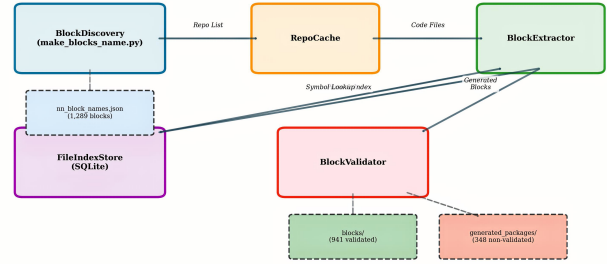 BlockDiscovery
(make_blocks_name.py)
Repo List
RepoCache
Code Files
BlockExtractor
nn_block_names.json
(1,289 blocks)
Symbol Lookup
Index
Generated
Blocks
FileIndexStore
(SQLite)
BlockValidator
blocks/
(941 validated)
generated_packages/
(348 non-validated)